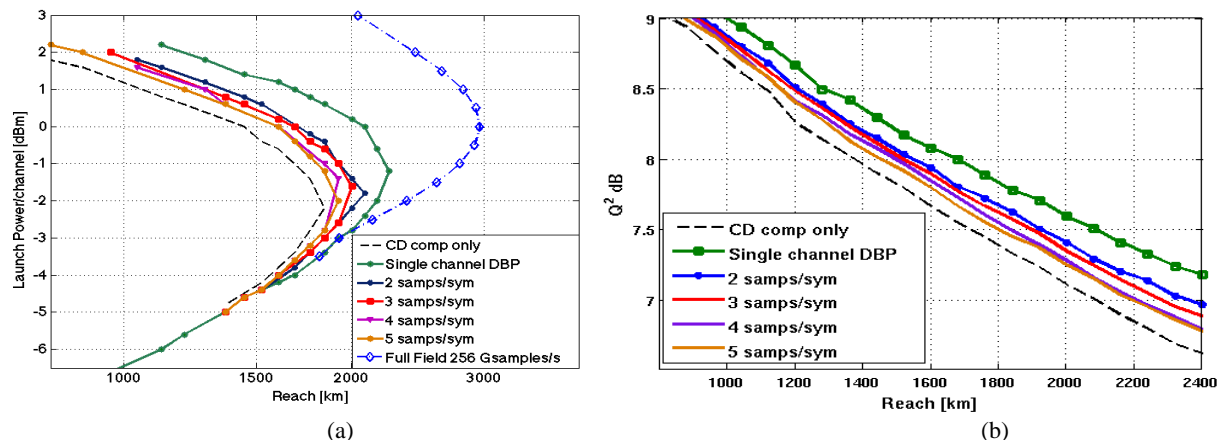 3
2
1
0
-1
-2
-3
-4
-5
-6
Launch Power/channel [dBm]
1000
1500
2000
3000
Reach [km]
CD comp only
Single channel DBP
2 samps/sym
3 samps/sym
4 samps/sym
5 samps/sym
Full Field 256 Gsamples/s
(a)
9
8.5
8
7.5
7
Q² dB
1000
1200
1400
1600
1800
2000
2200
2400
Reach [km]
CD comp only
Single channel DBP
2 samps/sym
3 samps/sym
4 samps/sym
5 samps/sym
(b)